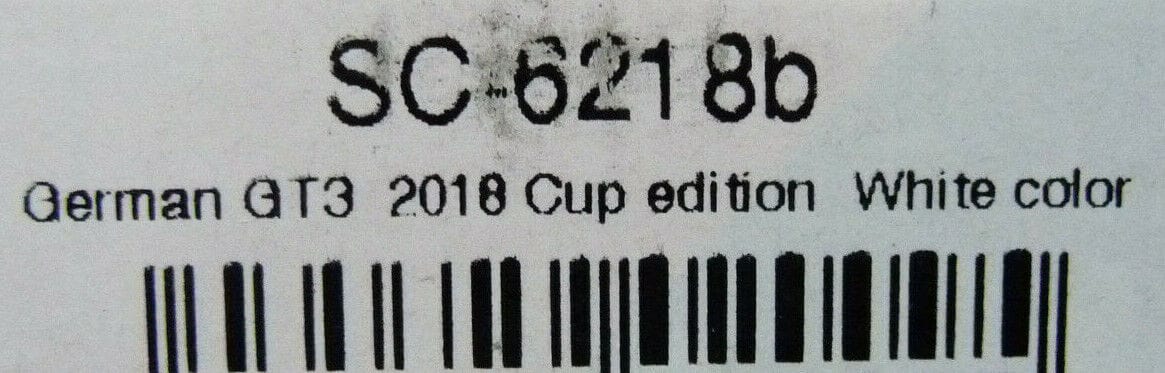 SC-6218b
German GT3 2018 Cup edition White color